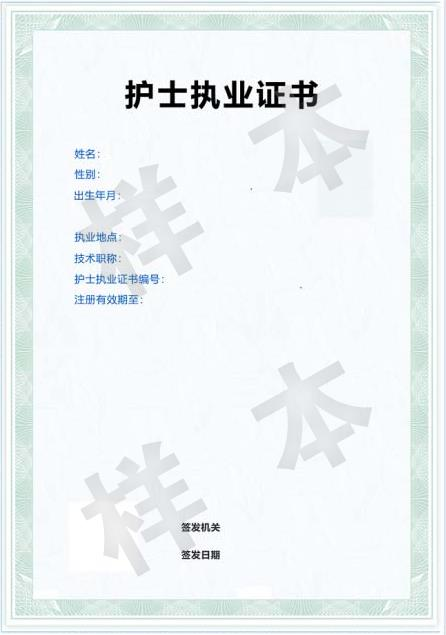 护士执业证书
姓名：
性别：
出生年月：
执业地点：
技术职称：
护士执业证书编号：
注册有效期至：
签发机关
签发日期
样本
样本